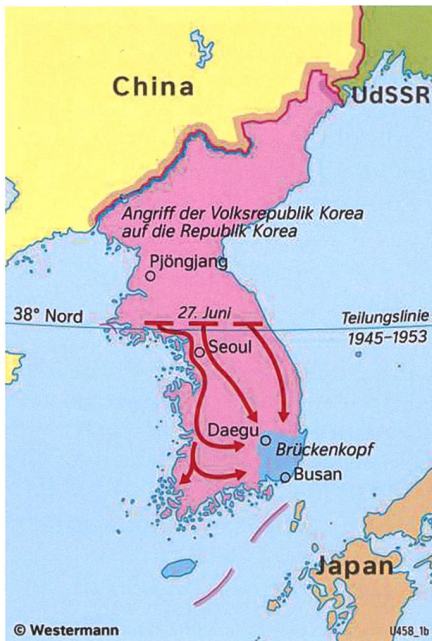 China
UdSSR
Angriff der Volksrepublik Korea
auf die Republik Korea
Pjöngjang
38° Nord
27. Juni
Teilungslinie
1945-1953
Seoul
Daegu
Brückenkopf
Busan
Japan
© Westermann
U458_1b